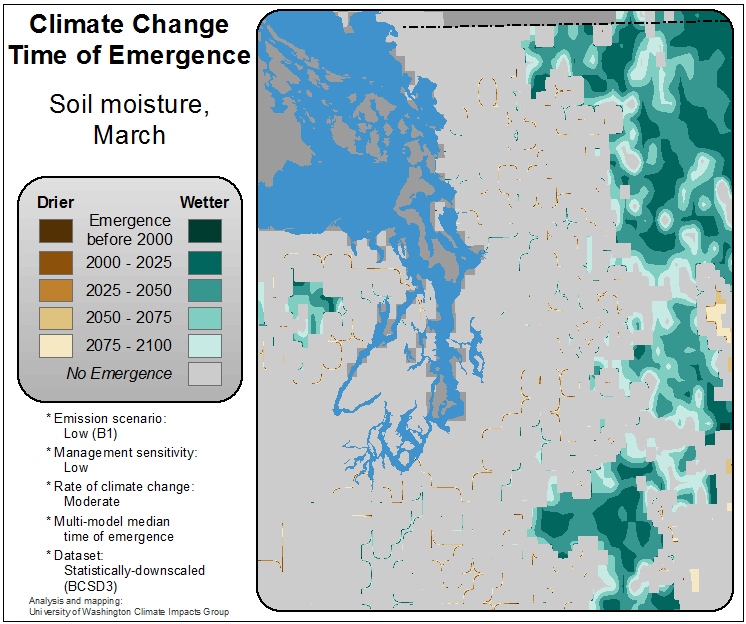 Climate Change
Time of Emergence
Soil moisture,
March
Drier Wetter
Emergence
before 2000
2000 - 2025
2025 - 2050
2050 - 2075
2075 - 2100
No Emergence
* Emission scenario:
Low (B1)
* Management sensitivity:
Low
* Rate of climate change:
Moderate
* Multi-model median
time of emergence
* Dataset:
Statistically-downscaled
(BCSD3)
Analysis and mapping:
University of Washington Climate Impacts Group